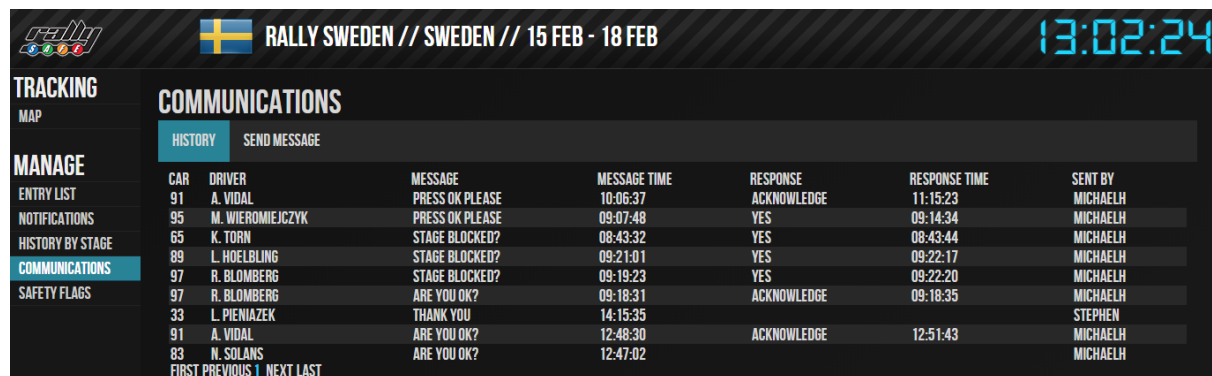 rally
SAFE
RALLY SWEDEN // SWEDEN // 15 FEB - 18 FEB
13:02:24
TRACKING
MAP
MANAGE
ENTRY LIST
NOTIFICATIONS
HISTORY BY STAGE
COMMUNICATIONS
SAFETY FLAGS
COMMUNICATIONS
HISTORY SEND MESSAGE
CAR DRIVER MESSAGE MESSAGE TIME RESPONSE RESPONSE TIME SENT BY
91 A. VIDAL PRESS OK PLEASE 10:06:37 ACKNOWLEDGE 11:15:23 MICHAELH
95 M. WIEROMIEJCZYK PRESS OK PLEASE 09:07:48 YES 09:14:34 MICHAELH
65 K. TORN STAGE BLOCKED? 08:43:32 YES 08:43:44 MICHAELH
89 L. HOELBLING STAGE BLOCKED? 09:21:01 YES 09:22:17 MICHAELH
97 R. BLOMBERG STAGE BLOCKED? 09:19:23 YES 09:22:20 MICHAELH
97 R. BLOMBERG ARE YOU OK? 09:18:31 ACKNOWLEDGE 09:18:35 MICHAELH
33 L. PIENIAZEK THANK YOU 14:15:35 STEPHEN
91 A. VIDAL ARE YOU OK? 12:48:30 ACKNOWLEDGE 12:51:43 MICHAELH
83 N. SOLANS ARE YOU OK? 12:47:02 MICHAELH
FIRST PREVIOUS 1 NEXT LAST